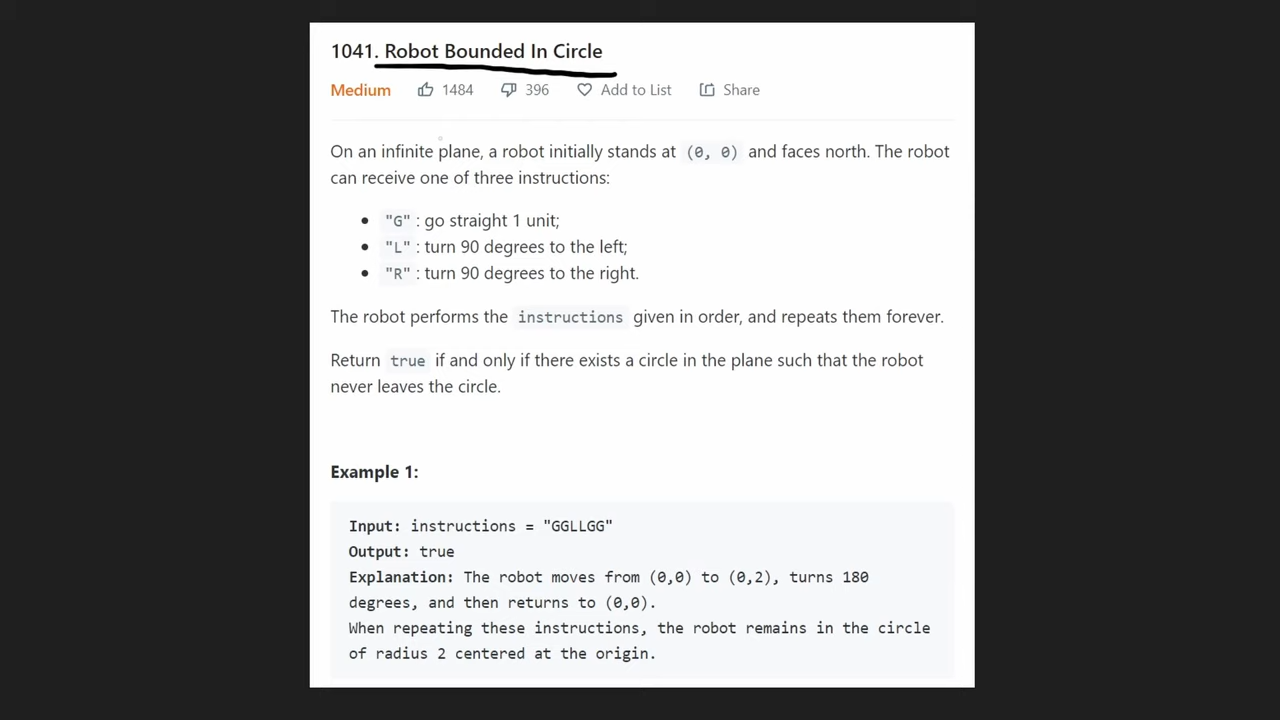 1041. Robot Bounded In Circle
Medium 1484 396 Add to List Share
On an infinite plane, a robot initially stands at (0, 0) and faces north. The robot
can receive one of three instructions:
• "G" : go straight 1 unit;
• "L" : turn 90 degrees to the left;
• "R" : turn 90 degrees to the right.
The robot performs the instructions given in order, and repeats them forever.
Return true if and only if there exists a circle in the plane such that the robot
never leaves the circle.
Example 1:
Input: instructions = "GGLLGG"
Output: true
Explanation: The robot moves from (0,0) to (0,2), turns 180
degrees, and then returns to (0,0).
When repeating these instructions, the robot remains in the circle
of radius 2 centered at the origin.